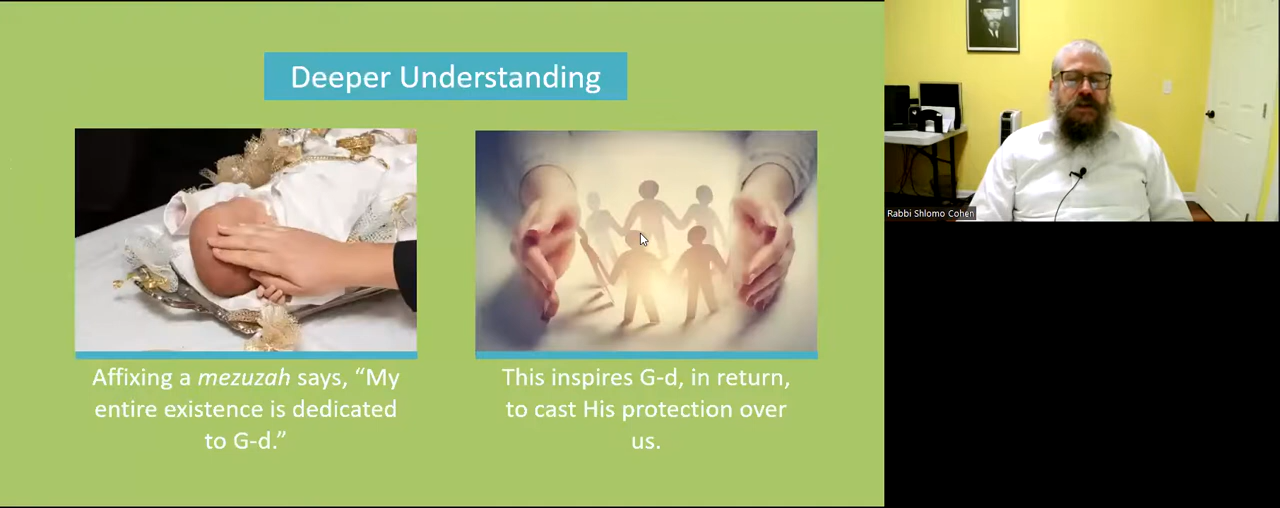 Deeper Understanding
Affixing a mezuzah says, “My
entire existence is dedicated
to G-d.”
This inspires G-d, in return,
to cast His protection over
us.
Rabbi Shlomo Cohen